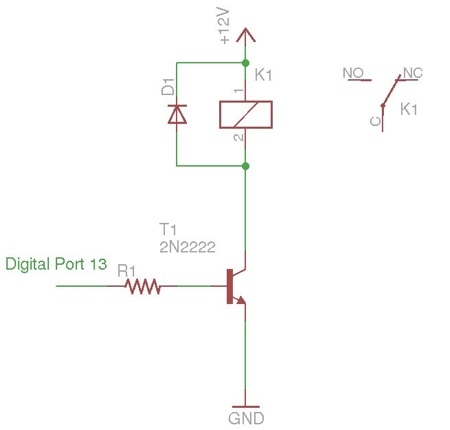 +12V
D1
K1
1
2
NO
NC
K1
C
T1
2N2222
Digital Port 13
R1
GND